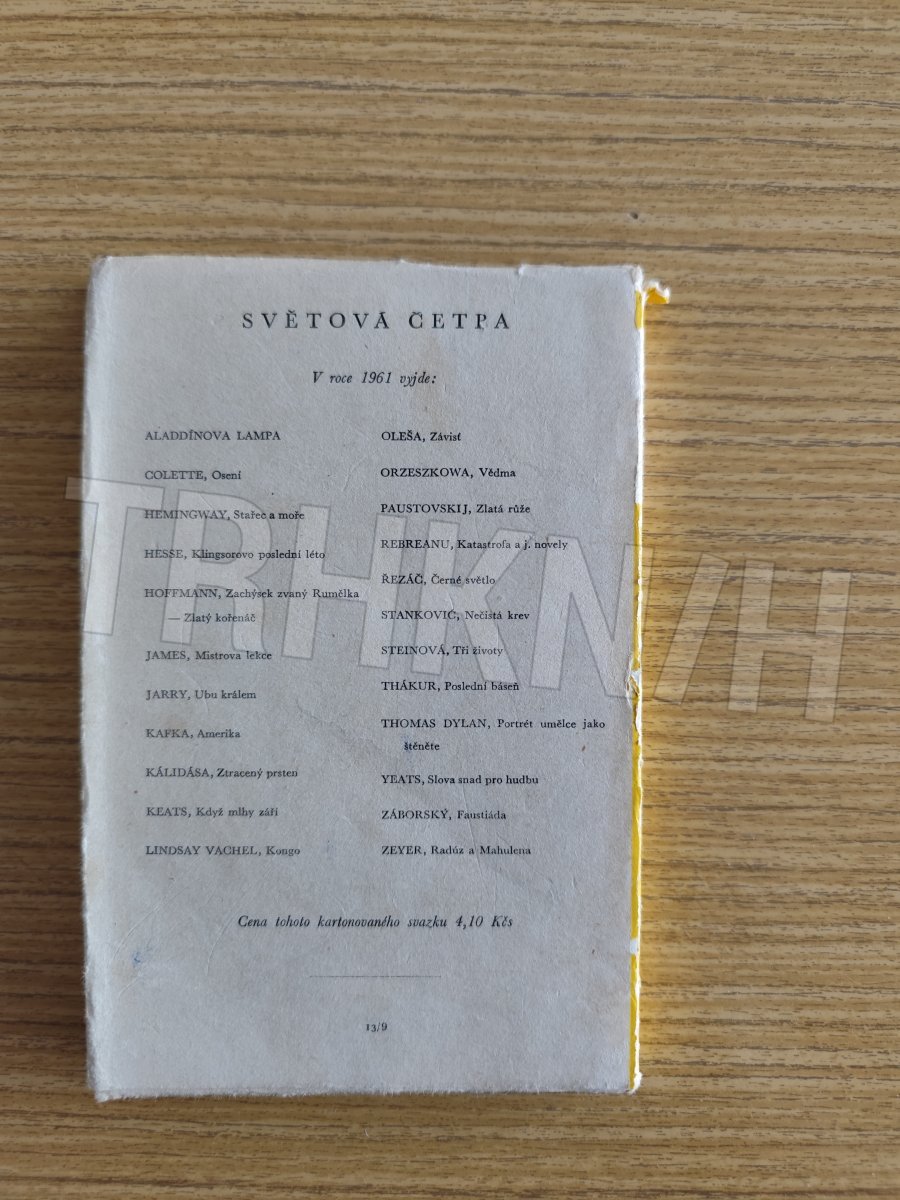 SVĚTOVÁ ČETPA
V roce 1961 vyjde:
ALADDÍNOVA LAMPA
COLETTE, Osení
HEMINGWAY, Stařec a moře
HESSE, Klingsorovo poslední léto
HOFFMANN, Zachýsek zvaný Rumělka
— Zlatý kořenáč
JAMES, Mistrova lekce
JARRY, Ubu králem
KAFKA, Amerika
KÁLIDÁSA, Ztracený prsten
KEATS, Když mlhy září
LINDSAY VACHEL, Kongo
OLEŠA, Závisť
ORZESZKOWA, Vědma
PAUSTOVSKIJ, Zlatá růže
REBREANU, Katastrofa a j. novely
ŘEZÁČ, Černé světlo
STANKOVIĆ, Nečistá krev
STEINOVÁ, Tři životy
THÁKUR, Poslední báseň
THOMAS DYLAN, Portrét umělce jako
štěněte
YEATS, Slova snad pro hudbu
ZÁBORSKÝ, Faustiáda
ZEYER, Radúz a Mahulena
Cena tohoto kartonovaného svazku 4,10 Kčs
13/9
TRHKNIH